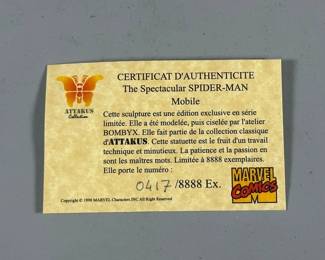 ATTAKUS
Collection
CERTIFICAT D'AUTHENTICITE
The Spectacular SPIDER-MAN
Mobile
Cette sculpture est une édition exclusive en série
limitée. Elle a été modelée, puis ciselée par l'atelier
BOMBYX. Elle fait partie de la collection classique
d'ATTAKUS. Cette statuette est le fruit d'un travail
technique et minutieux. La patience et la passion en
sont les maîtres mots. Limitée à 8888 exemplaires.
Elle porte le numéro :
0417/8888 Ex.
MARVEL
COMICS
M
Copyright © 1998 MARVEL Characters INC All Right Reserved